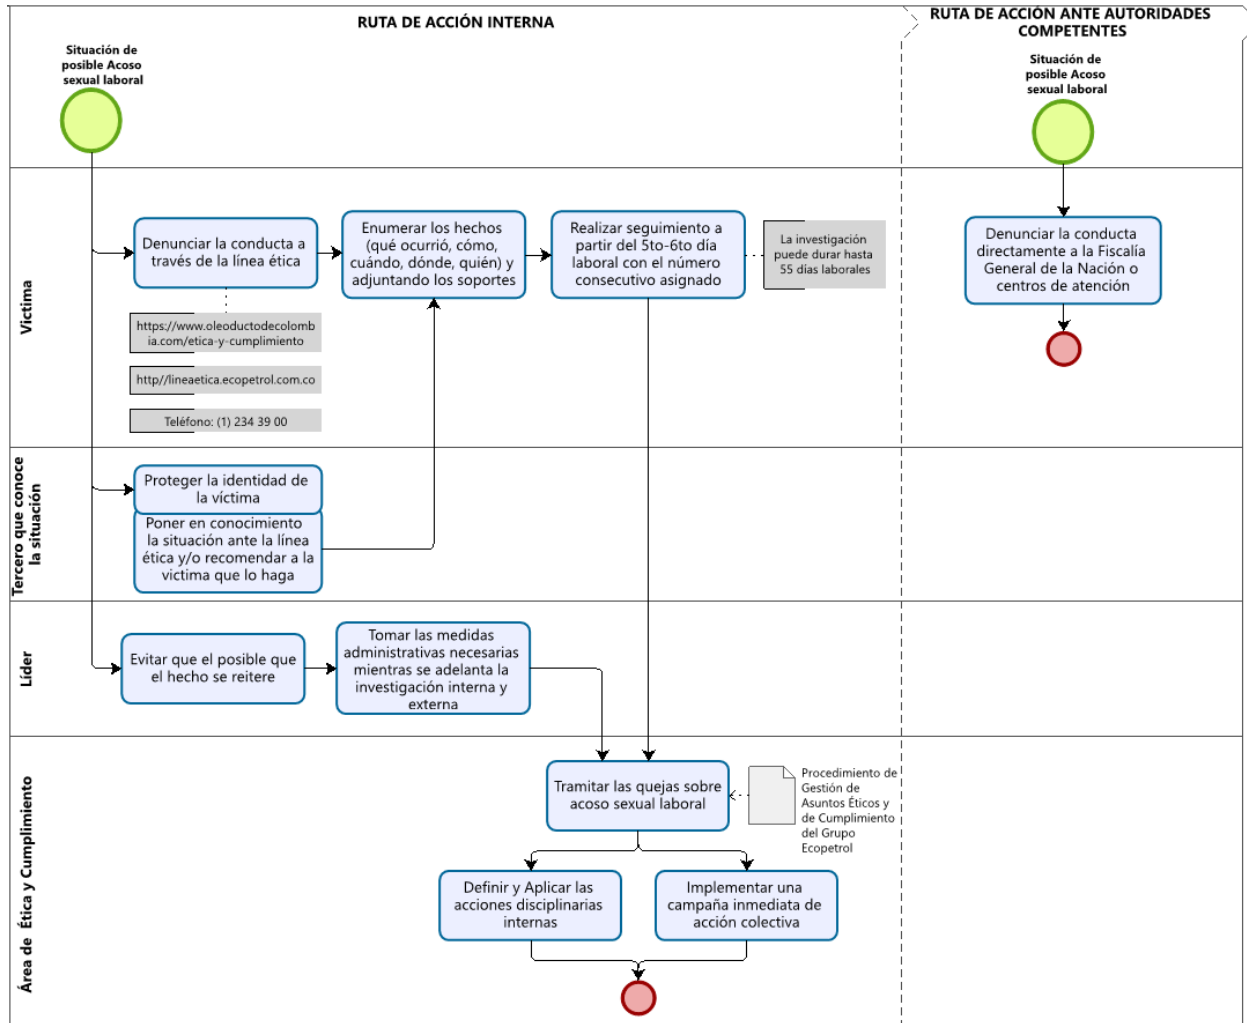 RUTA DE ACCIÓN INTERNA
RUTA DE ACCIÓN ANTE AUTORIDADES
COMPETENTES
Situación de
posible Acoso
sexual laboral
Situación de
posible Acoso
sexual laboral
Victima
Denunciar la conducta a
través de la línea ética
Enumerar los hechos
(qué ocurrió, cómo,
cuándo, dónde, quién) y
adjuntando los soportes
Realizar seguimiento a
partir del 5to-6to día
laboral con el número
consecutivo asignado
La investigación
puede durar hasta
55 días laborales
Denunciar la conducta
directamente a la Fiscalía
General de la Nación o
centros de atención
https://www.oleoductodecolomb
ia.com/etica-y-cumplimiento
http//lineaetica.ecopetrol.com.co
Teléfono: (1) 234 39 00
Tercero que conoce
la situación
Proteger la identidad de
la víctima
Poner en conocimiento
la situación ante la línea
ética y/o recomendar a la
victima que lo haga
Líder
Evitar que el posible que
el hecho se reitere
Tomar las medidas
administrativas necesarias
mientras se adelanta la
investigación interna y
externa
Área de Ética y Cumplimiento
Tramitar las quejas sobre
acoso sexual laboral
Procedimiento de
Gestión de
Asuntos Éticos y
de Cumplimiento
del Grupo
Ecopetrol
Definir y Aplicar las
acciones disciplinarias
internas
Implementar una
campaña inmediata de
acción colectiva